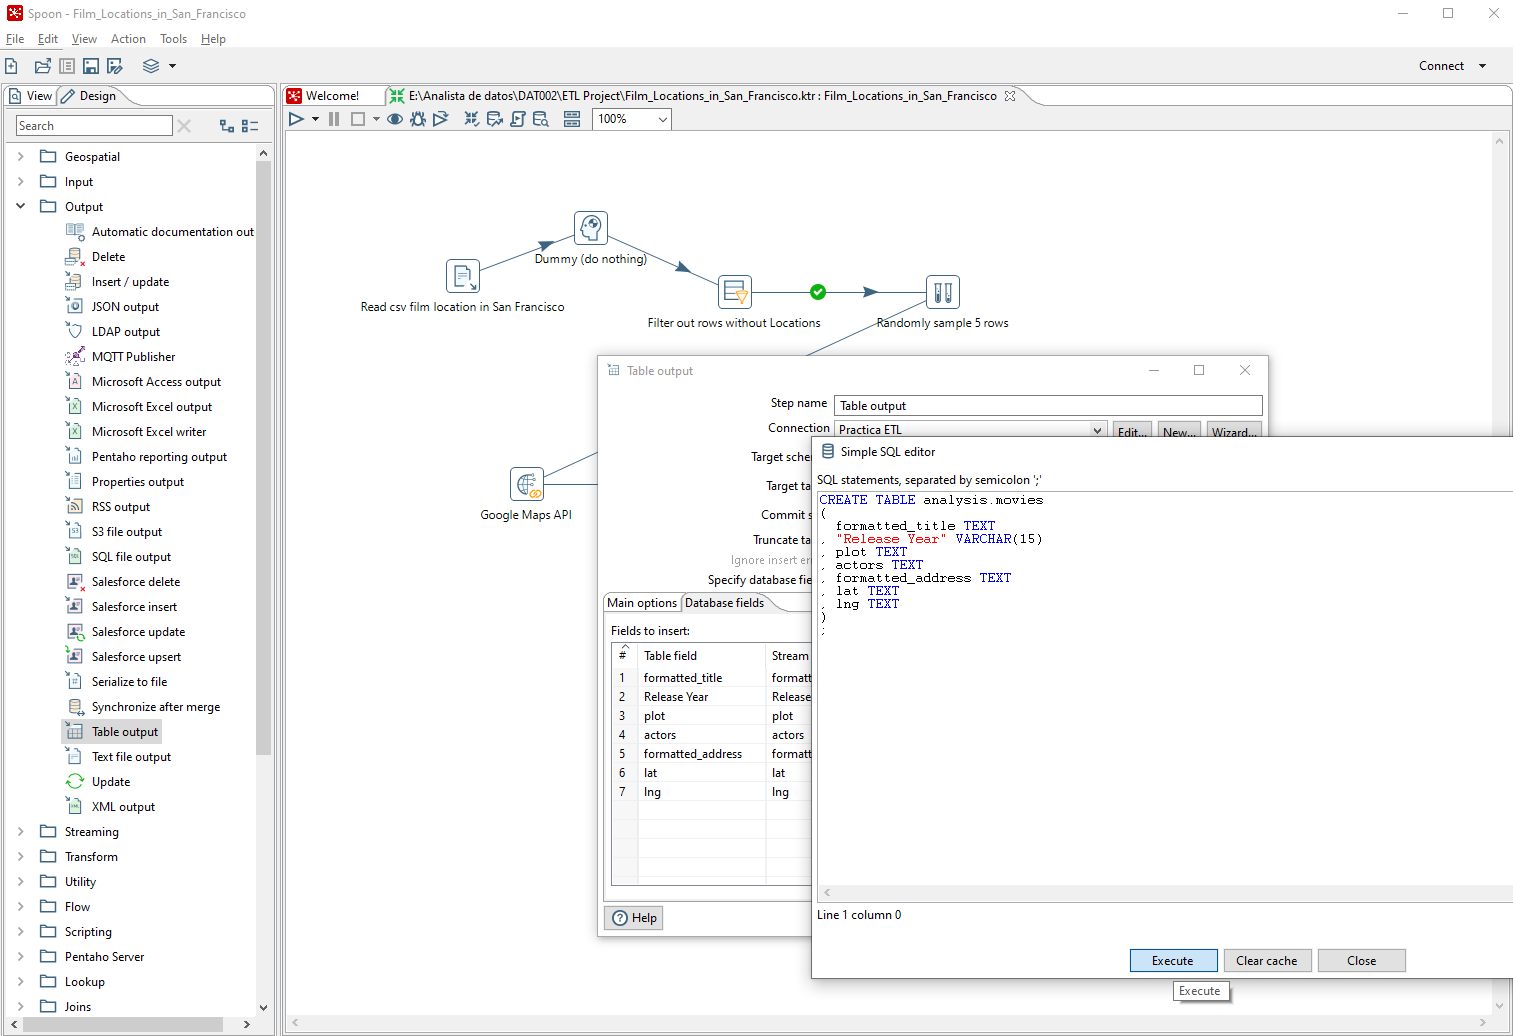 Spoon - Film_Locations_in_San_Francisco
File Edit View Action Tools Help
Connect
View Design
Welcome! E:\Analista de datos\DAT002\ETL Project\Film_Locations_in_San_Francisco.ktr : Film_Locations_in_San_Francisco
Search
100%
Geospatial
Input
Output
Automatic documentation out
Delete
Insert / update
JSON output
LDAP output
MQTT Publisher
Microsoft Access output
Microsoft Excel output
Microsoft Excel writer
Pentaho reporting output
Properties output
RSS output
S3 file output
SQL file output
Salesforce delete
Salesforce insert
Salesforce update
Salesforce upsert
Serialize to file
Synchronize after merge
Table output
Text file output
Update
XML output
Streaming
Transform
Utility
Flow
Scripting
Pentaho Server
Lookup
Joins
Dummy (do nothing)
Read csv film location in San Francisco
Filter out rows without Locations
Randomly sample 5 rows
Google Maps API
Table output
Step name Table output
Connection Practica ETL Edit... New... Wizard...
Target sche
Target ta
Commit s
Truncate ta
Ignore insert er
Specify database fie
Main options Database fields
Fields to insert:
# Table field Stream
1 formatted_title formatt
2 Release Year Release
3 plot plot
4 actors actors
5 formatted_address formatt
6 lat lat
7 lng lng
Help
Simple SQL editor
SQL statements, separated by semicolon ';'
CREATE TABLE analysis.movies
(
formatted_title TEXT
, "Release Year" VARCHAR(15)
, plot TEXT
, actors TEXT
, formatted_address TEXT
, lat TEXT
, lng TEXT
)
;
Line 1 column 0
Execute Clear cache Close
Execute